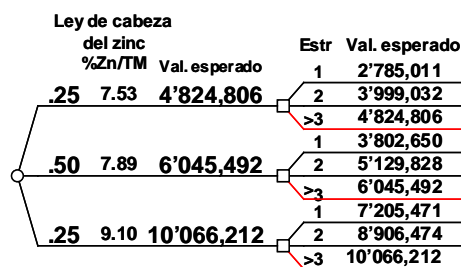 Ley de cabeza
del zinc
%Zn/TM Val. esperado Estr Val. esperado
1 2'785,011
.25 7.53 4'824,806 2 3'999,032
>3 4'824,806
1 3'802,650
.50 7.89 6'045,492 2 5'129,828
>3 6'045,492
1 7'205,471
.25 9.10 10'066,212 2 8'906,474
>3 10'066,212